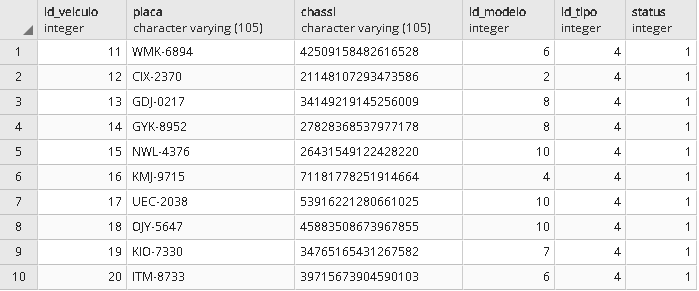 id_veiculo placa chassi id_modelo id_tipo status
integer character varying (105) character varying (105) integer integer integer
1 11 WMK-6894 42509158482616528 6 4 1
2 12 CIX-2370 21148107293473586 2 4 1
3 13 GDJ-0217 34149219145256009 8 4 1
4 14 GYK-8952 27828368537977178 8 4 1
5 15 NWL-4376 26431549122428220 10 4 1
6 16 KMJ-9715 71181778251914664 4 4 1
7 17 UEC-2038 53916221280661025 10 4 1
8 18 OJY-5647 45883508673967855 10 4 1
9 19 KIO-7330 34765165431267582 7 4 1
10 20 ITM-8733 39715673904590103 6 4 1